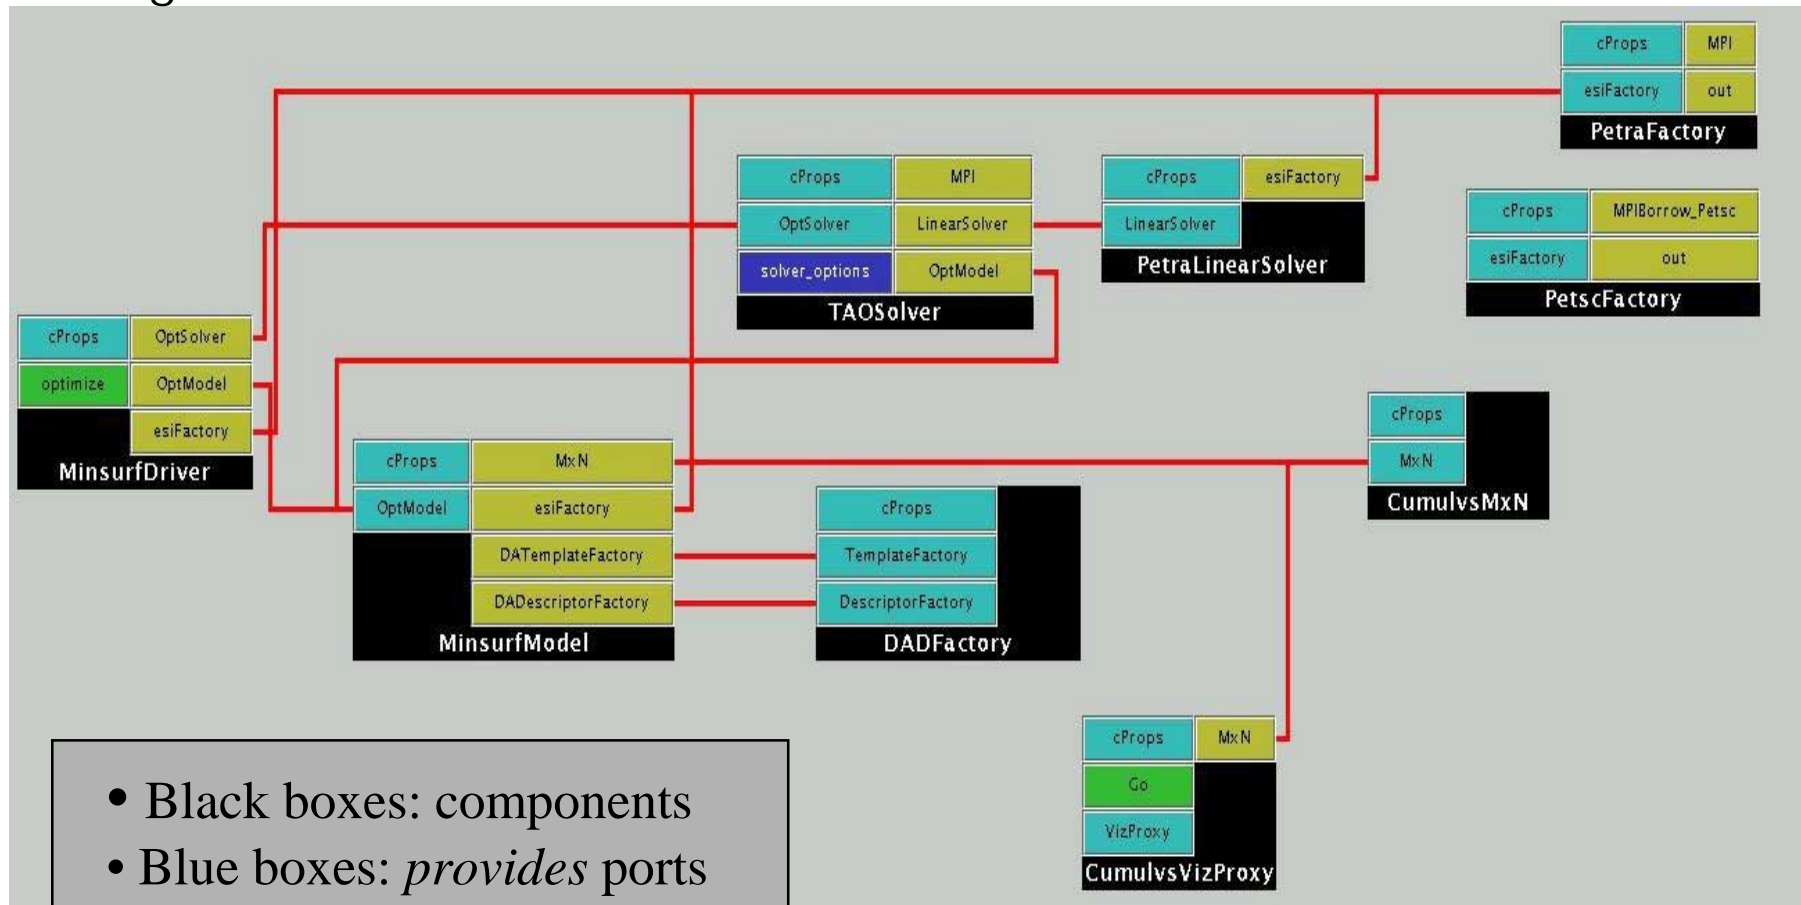 cProps MPI
esiFactory out
PetraFactory
cProps MPI
OptSolver LinearSolver
solver_options OptModel
TAOSolver
cProps esiFactory
LinearSolver
PetraLinearSolver
cProps MPIBorrow_Petsc
esiFactory out
PetscFactory
cProps OptSolver
optimize OptModel
esiFactory
MinsurfDriver
cProps MxN
OptModel esiFactory
DATemplateFactory
DADescriptorFactory
MinsurfModel
cProps
TemplateFactory
DescriptorFactory
DADFactory
cProps
MxN
CumulvsMxN
cProps MxN
Go
VizProxy
CumulvsVizProxy
• Black boxes: components
• Blue boxes: provides ports